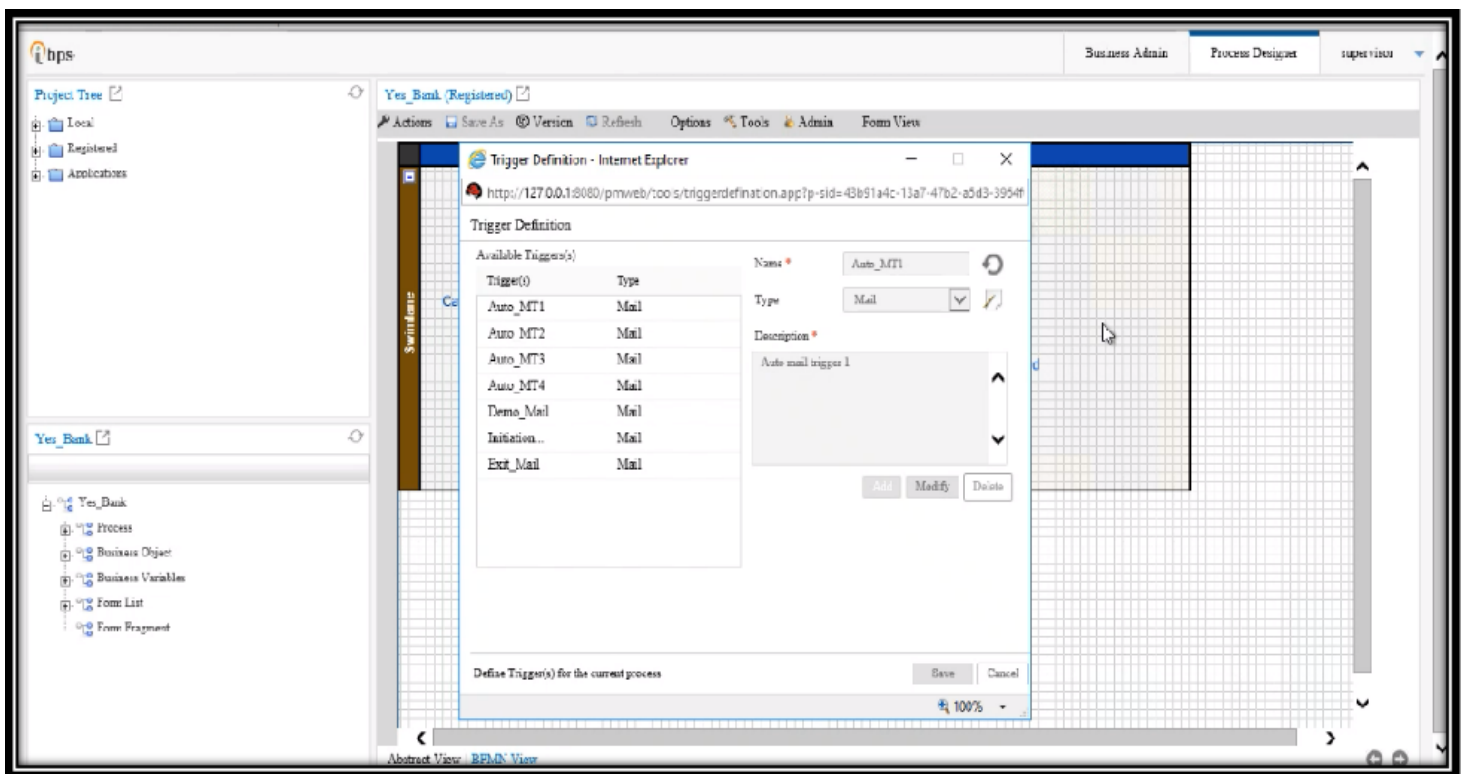 ibps
Business Admin
Process Designer
supervisor
Project Tree
Local
Registered
Applications
Yes_Bank (Registered)
Actions Save As Version Refresh Options Tools Admin Form View
Trigger Definition - Internet Explorer
http://127.0.0.1:8080/pmweb/tools/triggerdefination.app?p-sid=43b91a4c-13a7-47b2-a5d3-3954f
Trigger Definition
Available Triggers(s)
Trigger(s) Type
Auto_MT1 Mail
Auto_MT2 Mail
Auto_MT3 Mail
Auto_MT4 Mail
Demo_Mail Mail
Initiation... Mail
Exit_Mail Mail
Name * Auto_MT1
Type Mail
Description *
Auto mail trigger 1
Add Modify Delete
Define Trigger(s) for the current process
Save Cancel
100%
Swimlane
Ca
d
Yes_Bank
Yes_Bank
Process
Business Object
Business Variables
Form List
Form Fragment
Abstract View BPMN View